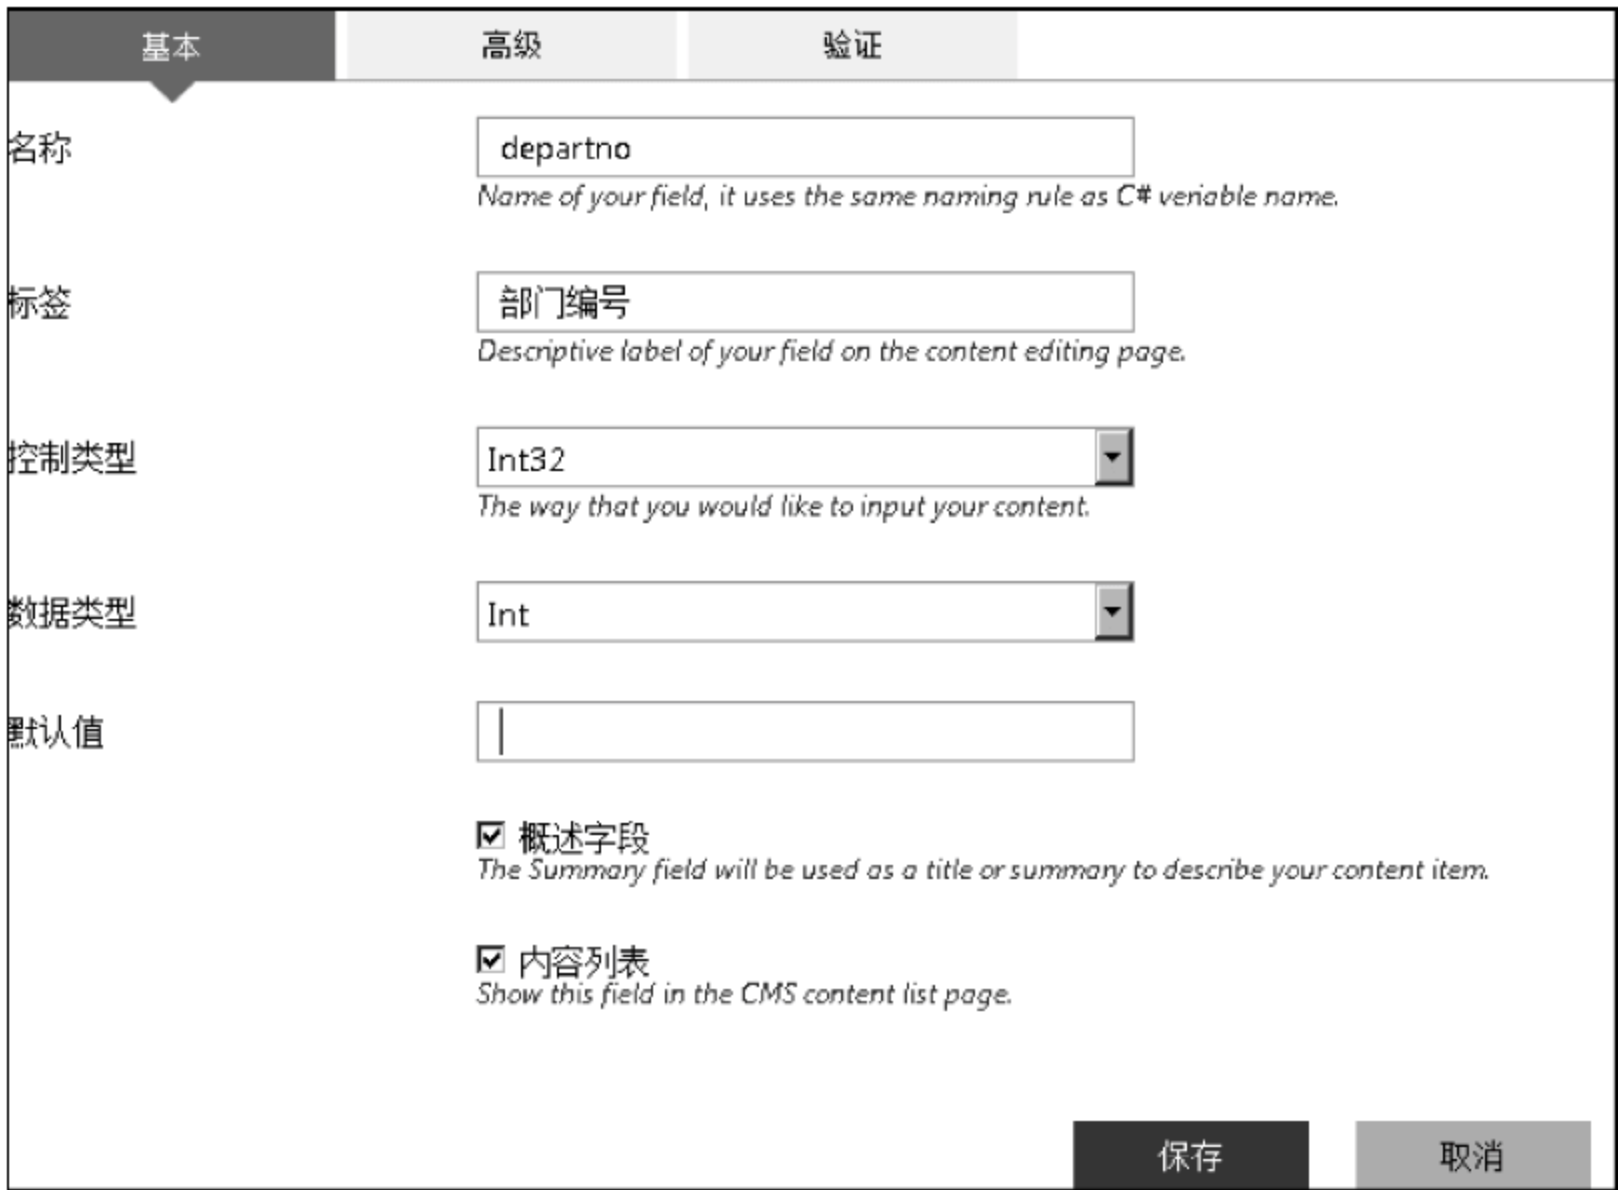 基本 高级 验证
名称 departno
Name of your field, it uses the same naming rule as C# veriable name.
标签 部门编号
Descriptive label of your field on the content editing page.
控制类型 Int32
The way that you would like to input your content.
数据类型 Int
默认值
概述字段
The Summary field will be used as a title or summary to describe your content item.
内容列表
Show this field in the CMS content list page.
保存 取消